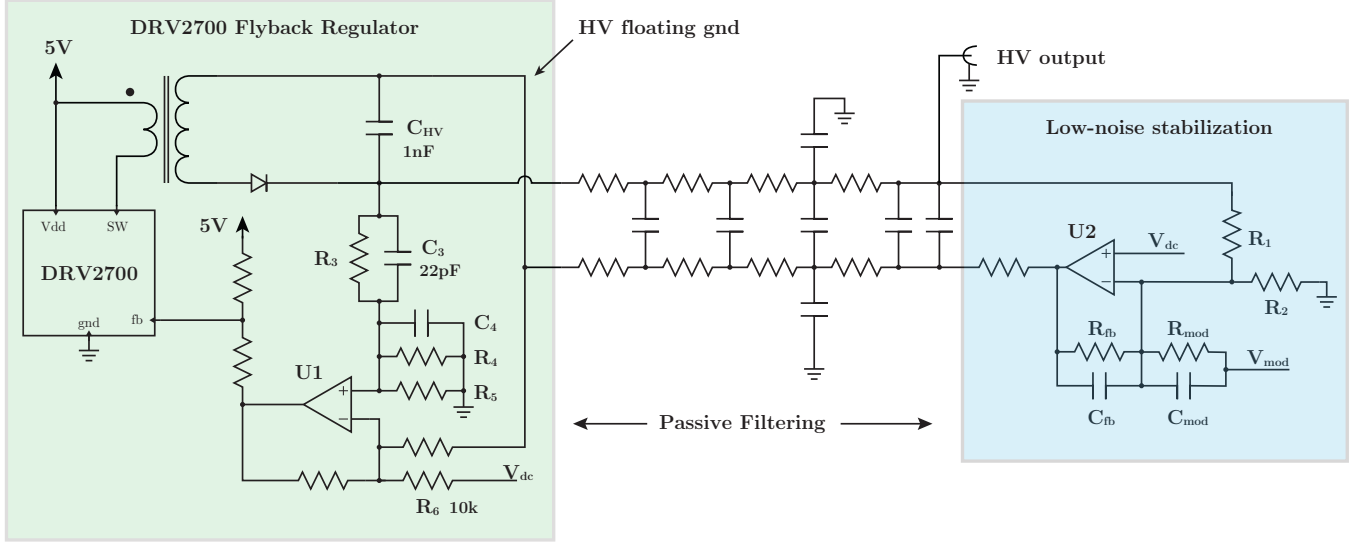 DRV2700 Flyback Regulator
HV floating gnd
5V
HV output
C_HV
1nF
Low-noise stabilization
Vdd
SW
5V
U2
V_dc
R_1
DRV2700
R_3
C_3
22pF
gnd
fb
C_4
R_2
R_fb
R_mod
U1
R_4
V_mod
R_5
C_fb
C_mod
Passive Filtering
V_dc
R_6 10k
+
−
+
−